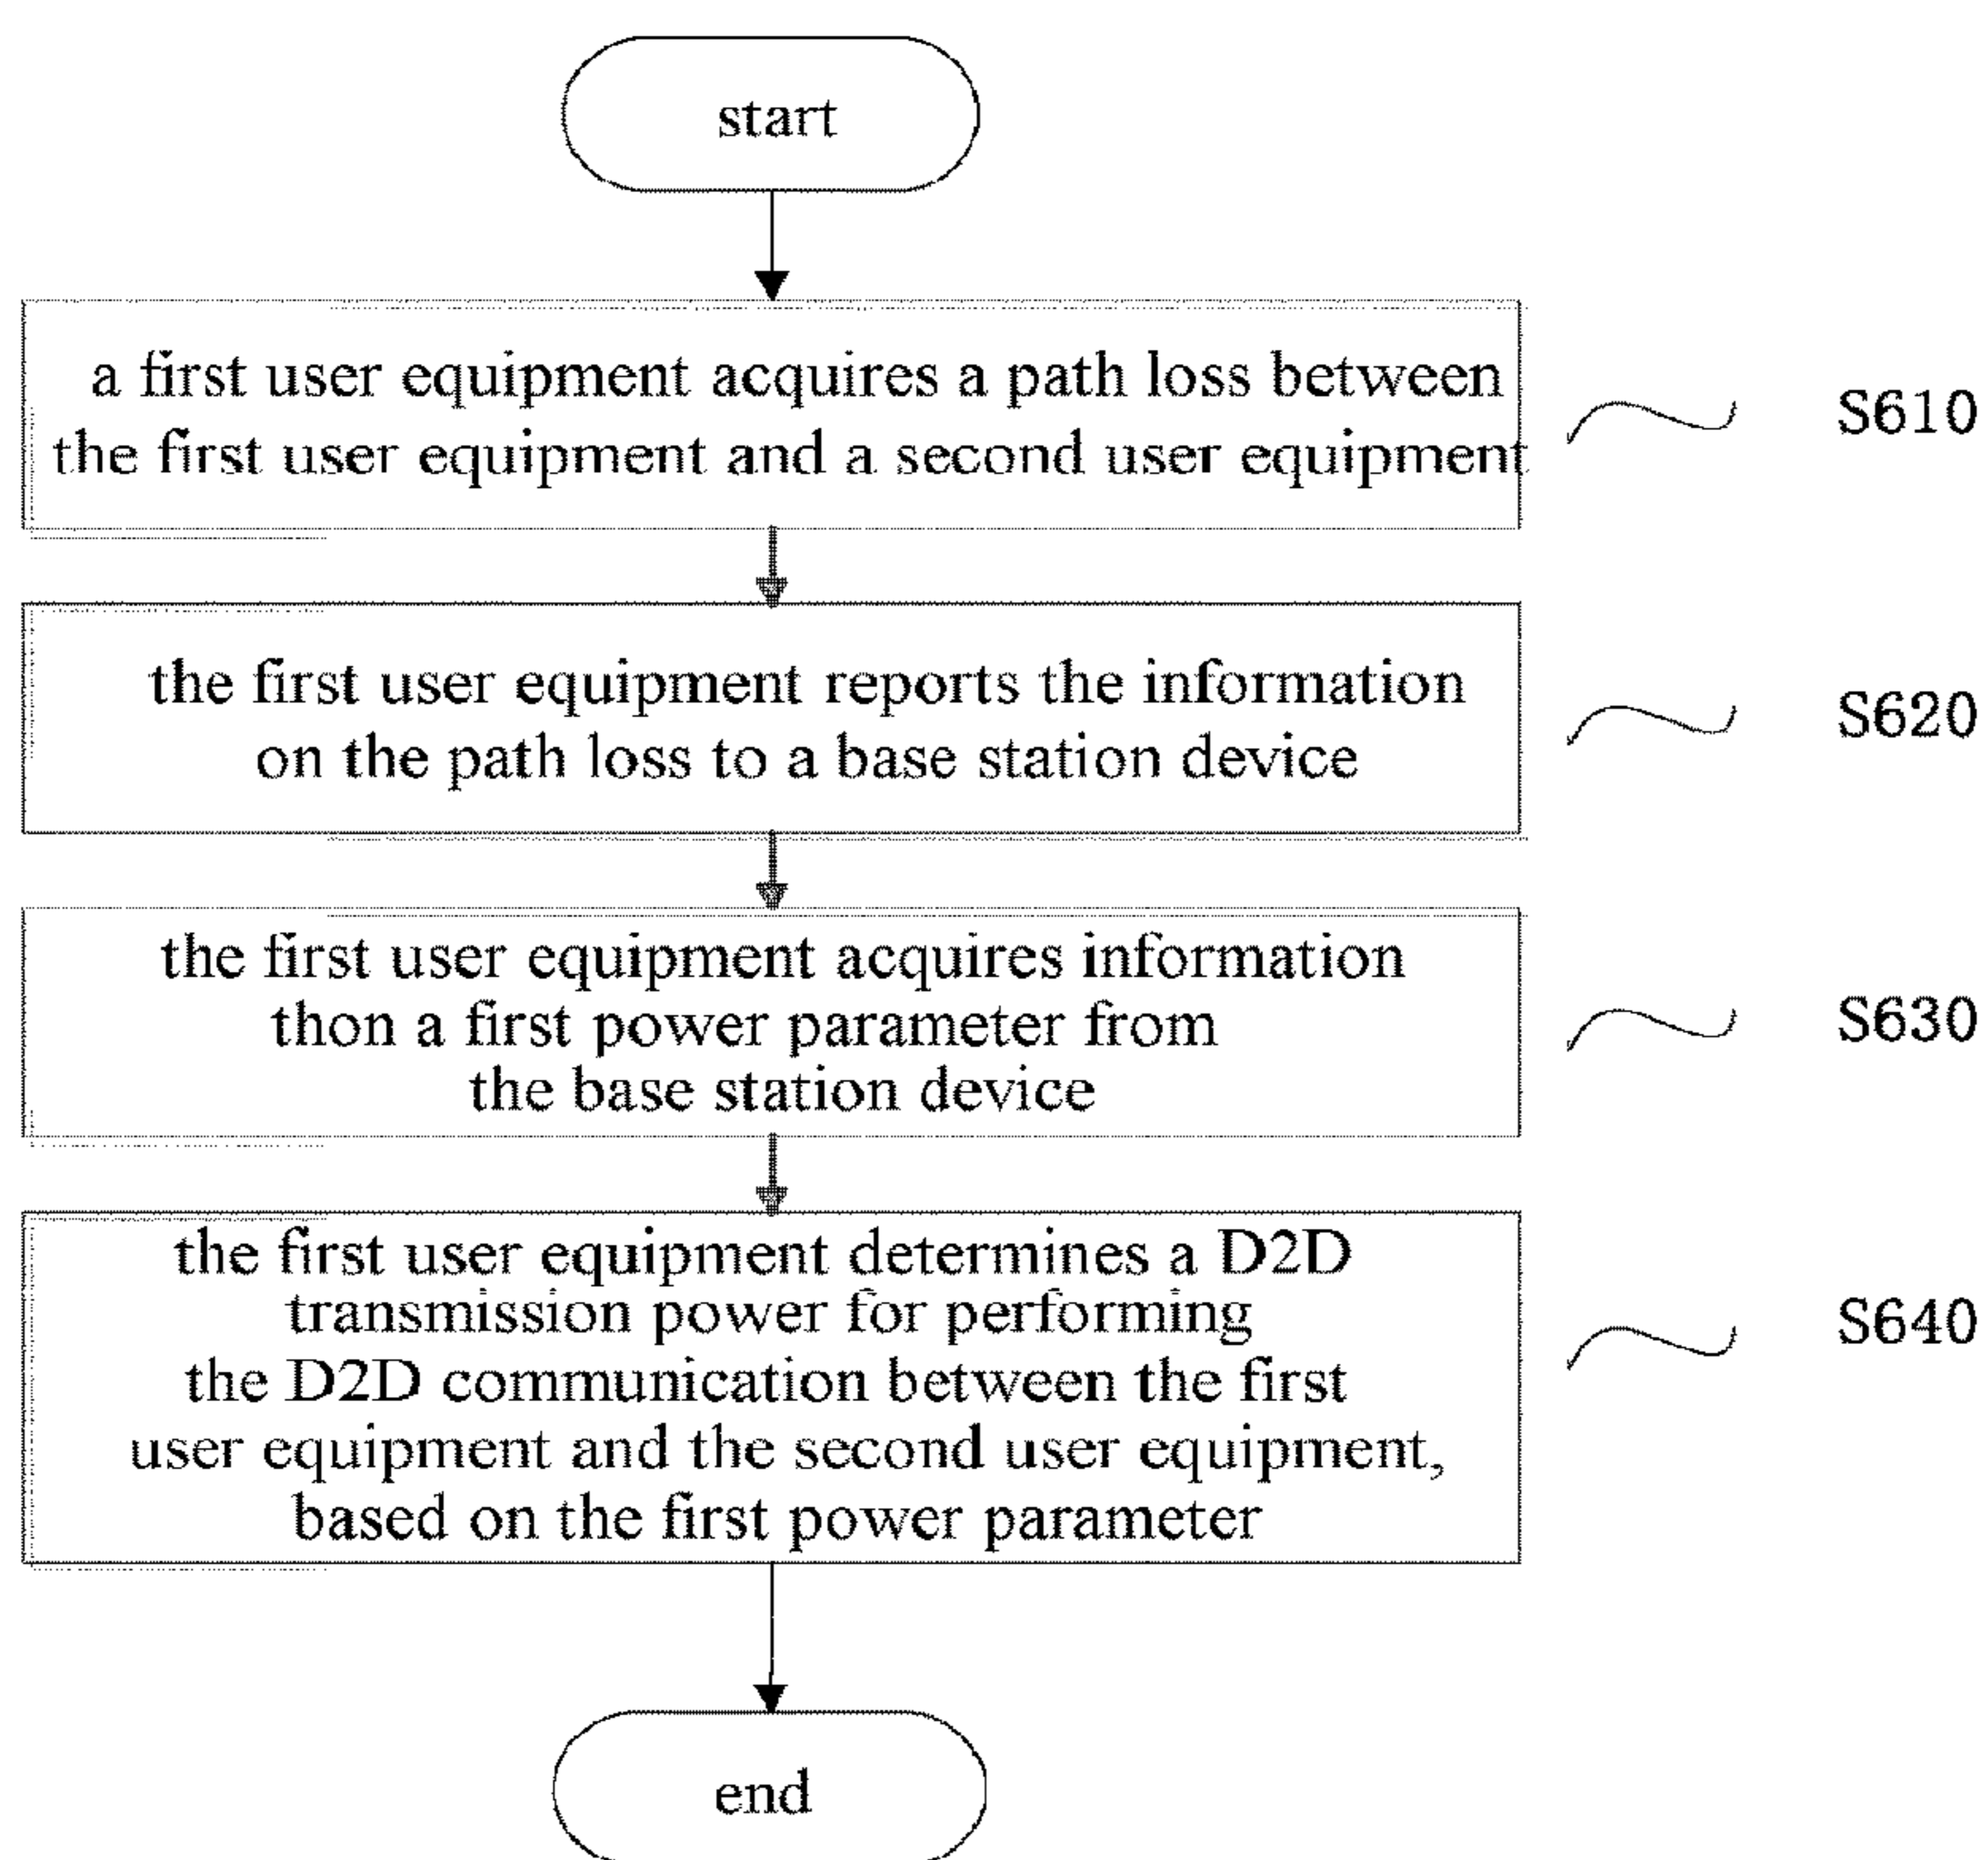 start
a first user equipment acquires a path loss between
the first user equipment and a second user equipment
S610
the first user equipment reports the information
on the path loss to a base station device
S620
the first user equipment acquires information
thon a first power parameter from
the base station device
S630
the first user equipment determines a D2D
transmission power for performing
the D2D communication between the first
user equipment and the second user equipment,
based on the first power parameter
S640
end